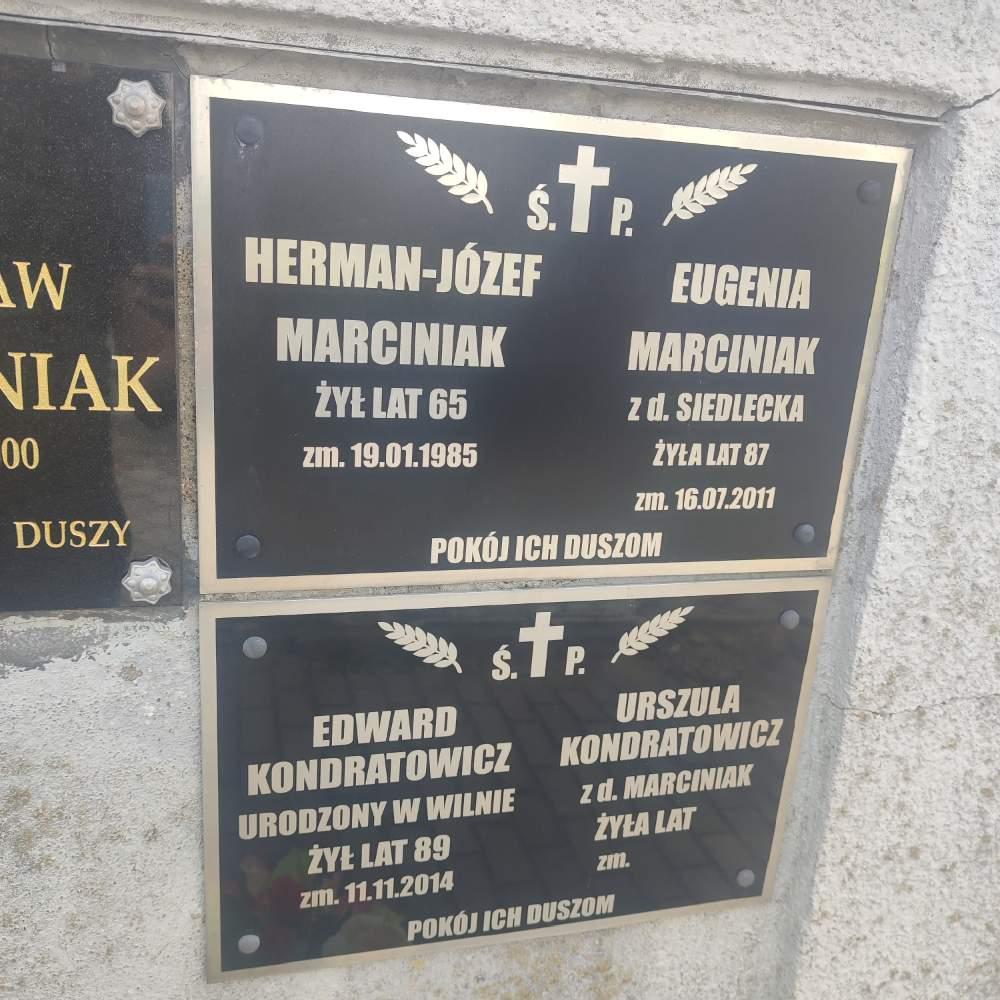 AW
NIAK
00
DUSZY
Ś. P.
HERMAN-JÓZEF
MARCINIAK
ŻYŁ LAT 65
zm. 19.01.1985
EUGENIA
MARCINIAK
z d. SIEDLECKA
ŻYŁA LAT 87
zm. 16.07.2011
POKÓJ ICH DUSZOM
Ś. P.
EDWARD
KONDRATOWICZ
URODZONY W WILNIE
ŻYŁ LAT 89
zm. 11.11.2014
URSZULA
KONDRATOWICZ
z d. MARCINIAK
ŻYŁA LAT
zm.
POKÓJ ICH DUSZOM